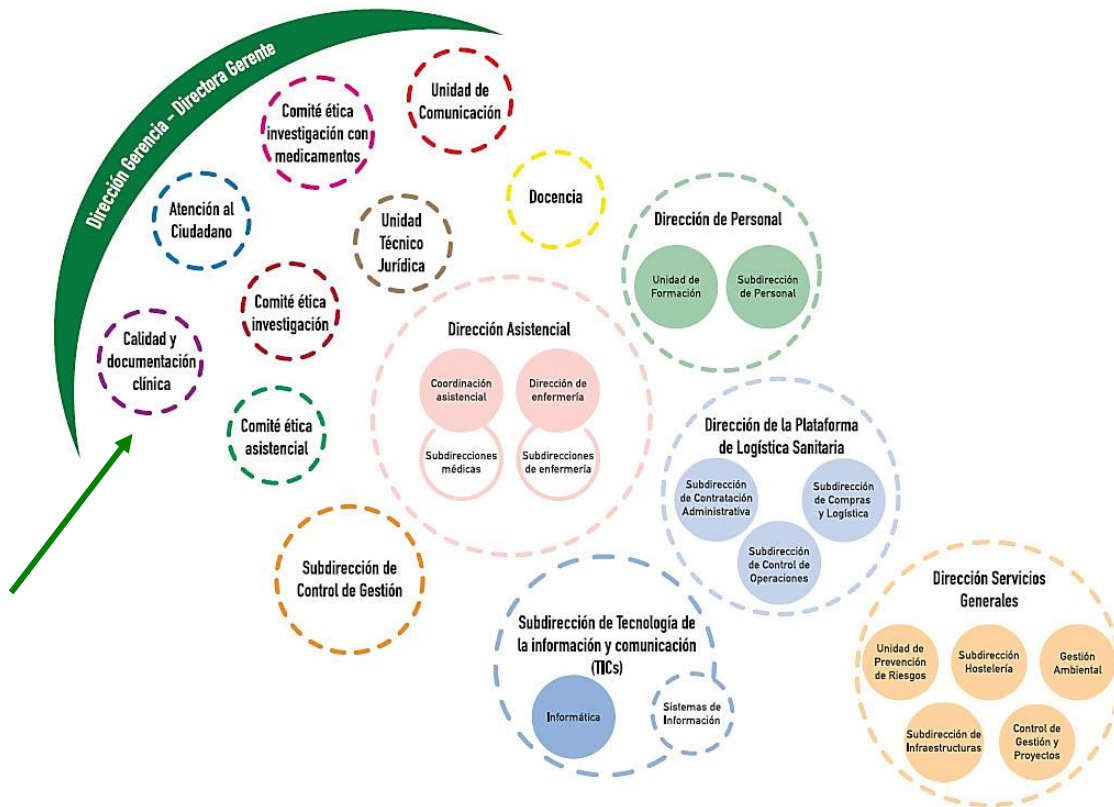 Dirección Gerencia – Directora Gerente
Unidad de
Comunicación
Comité ética
investigación con
medicamentos
Atención al
Ciudadano
Unidad
Técnico
Jurídica
Docencia
Comité ética
investigación
Calidad y
documentación
clínica
Comité ética
asistencial
Dirección de Personal
Unidad de
Formación
Subdirección
de Personal
Dirección Asistencial
Coordinación
asistencial
Dirección de
enfermería
Subdirecciones
médicas
Subdirecciones
de enfermería
Dirección de la Plataforma
de Logística Sanitaria
Subdirección
de Contratación
Administrativa
Subdirección
de Compras
y Logística
Subdirección
de Control de
Operaciones
Subdirección de
Control de Gestión
Subdirección de Tecnología de
la información y comunicación
(TICs)
Informática
Sistemas de
Información
Dirección Servicios
Generales
Unidad de
Prevención
de Riesgos
Subdirección
Hostelería
Gestión
Ambiental
Subdirección de
Infraestructuras
Control de
Gestión y
Proyectos